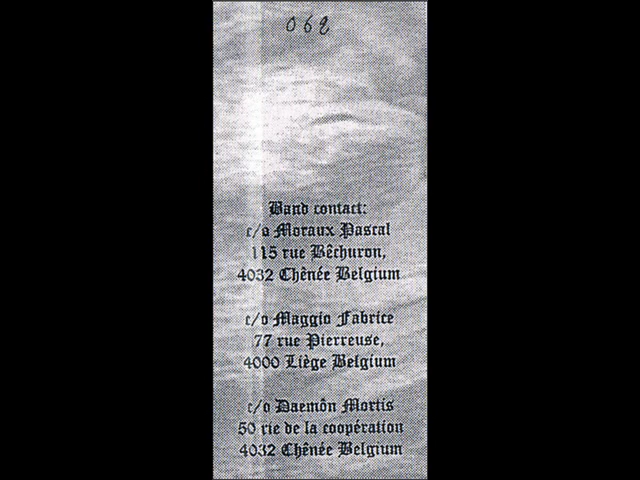 068
Band contact:
c/o Moraux Pascal
115 rue Bêchuron,
4032 Chênée Belgium
c/o Maggio Fabrice
77 rue Pierreuse,
4000 Liège Belgium
c/o Daemôn Mortis
50 rie de la coopération
4032 Chênée Belgium